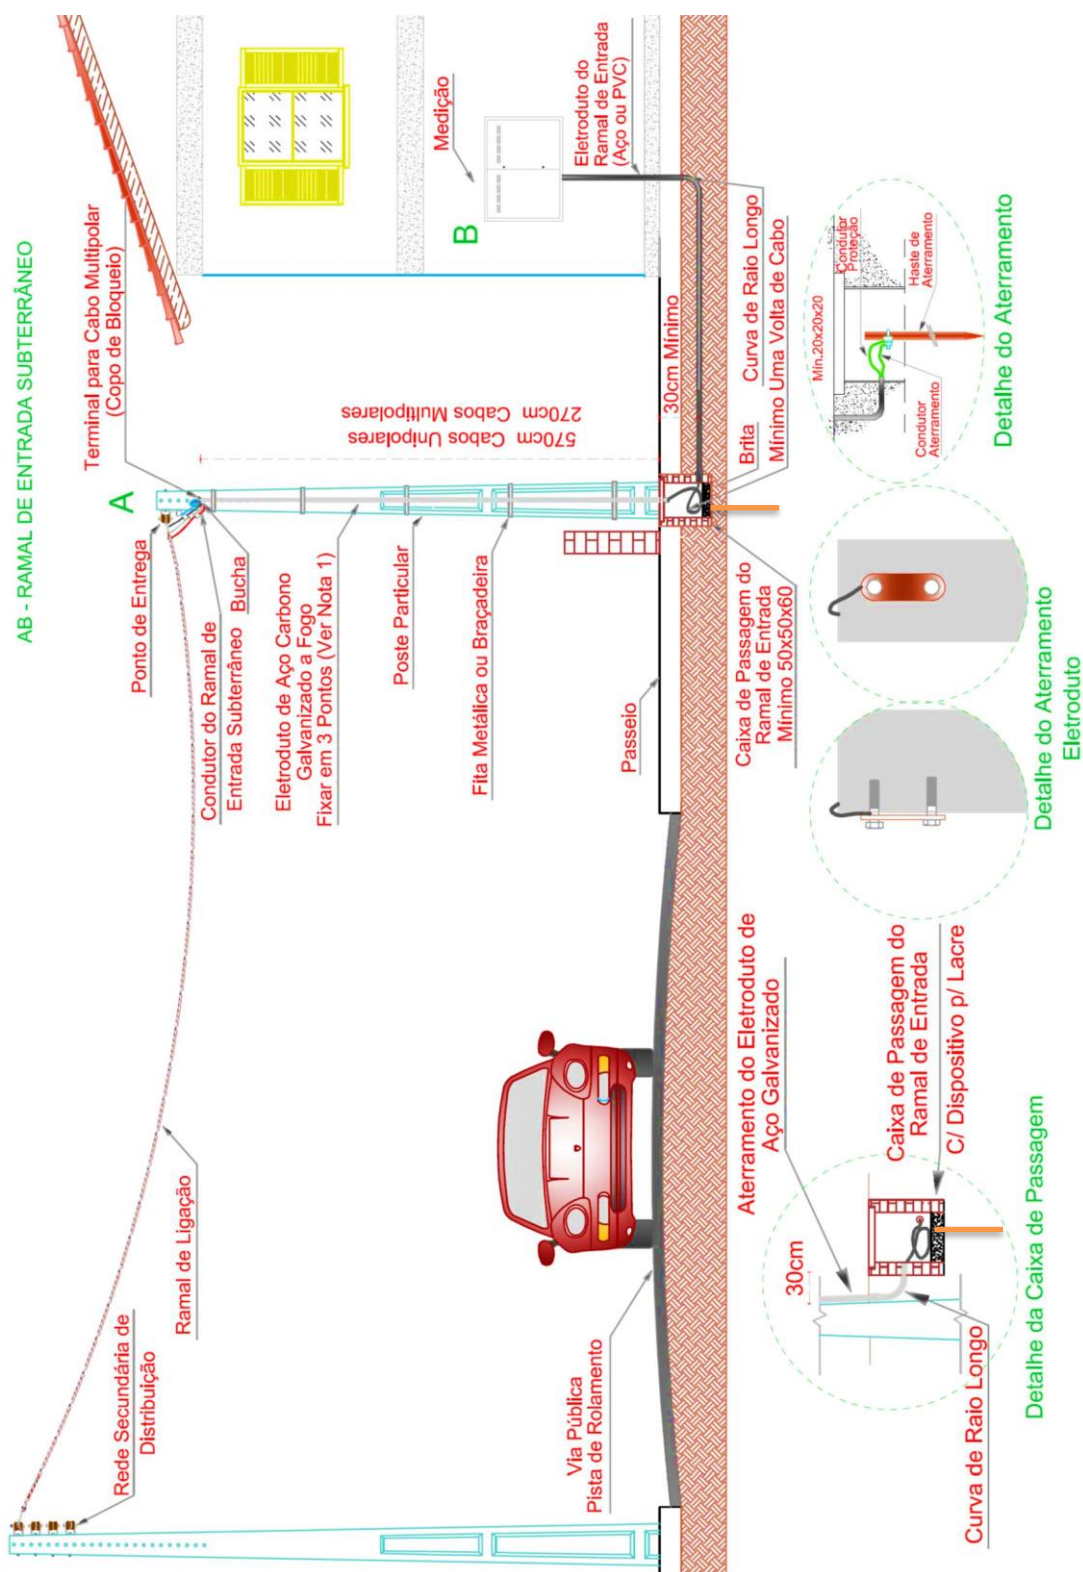 AB - RAMAL DE ENTRADA SUBTERRÂNEO
Rede Secundária de
Distribuição
Ramal de Ligação
Ponto de Entrega
A
Terminal para Cabo Multipolar
(Copo de Bloqueio)
Condutor do Ramal de
Entrada Subterrâneo
Bucha
Eletroduto de Aço Carbono
Galvanizado a Fogo
Fixar em 3 Pontos (Ver Nota 1)
Poste Particular
Fita Metálica ou Braçadeira
570cm Cabos Unipolares
270cm Cabos Multipolares
Medição
B
Eletroduto do
Ramal de Entrada
(Aço ou PVC)
Via Pública
Pista de Rolamento
Passeio
30cm Mínimo
Caixa de Passagem do
Ramal de Entrada
Mínimo 50x50x60
Brita
Curva de Raio Longo
Mínimo Uma Volta de Cabo
Aterramento do Eletroduto de
Aço Galvanizado
30cm
Caixa de Passagem do
Ramal de Entrada
C/ Dispositivo p/ Lacre
Curva de Raio Longo
Detalhe da Caixa de Passagem
Detalhe do Aterramento
Eletroduto
Mín.20x20x20
Condutor
Proteção
Haste de
Aterramento
Condutor
Aterramento
Detalhe do Aterramento